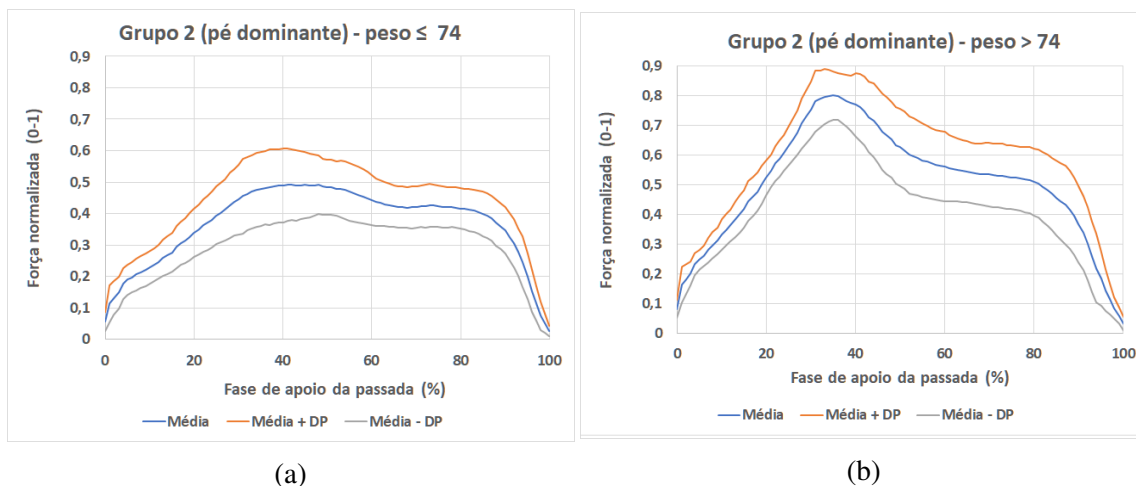 Grupo 2 (pé dominante) - peso ≤ 74
0,9
0,8
0,7
0,6
0,5
0,4
0,3
0,2
0,1
0
0 20 40 60 80 100
Força normalizada (0-1)
Fase de apoio da passada (%)
Média Média + DP Média - DP
(a)
Grupo 2 (pé dominante) - peso > 74
0,9
0,8
0,7
0,6
0,5
0,4
0,3
0,2
0,1
0
0 20 40 60 80 100
Força normalizada (0-1)
Fase de apoio da passada (%)
Média Média + DP Média - DP
(b)